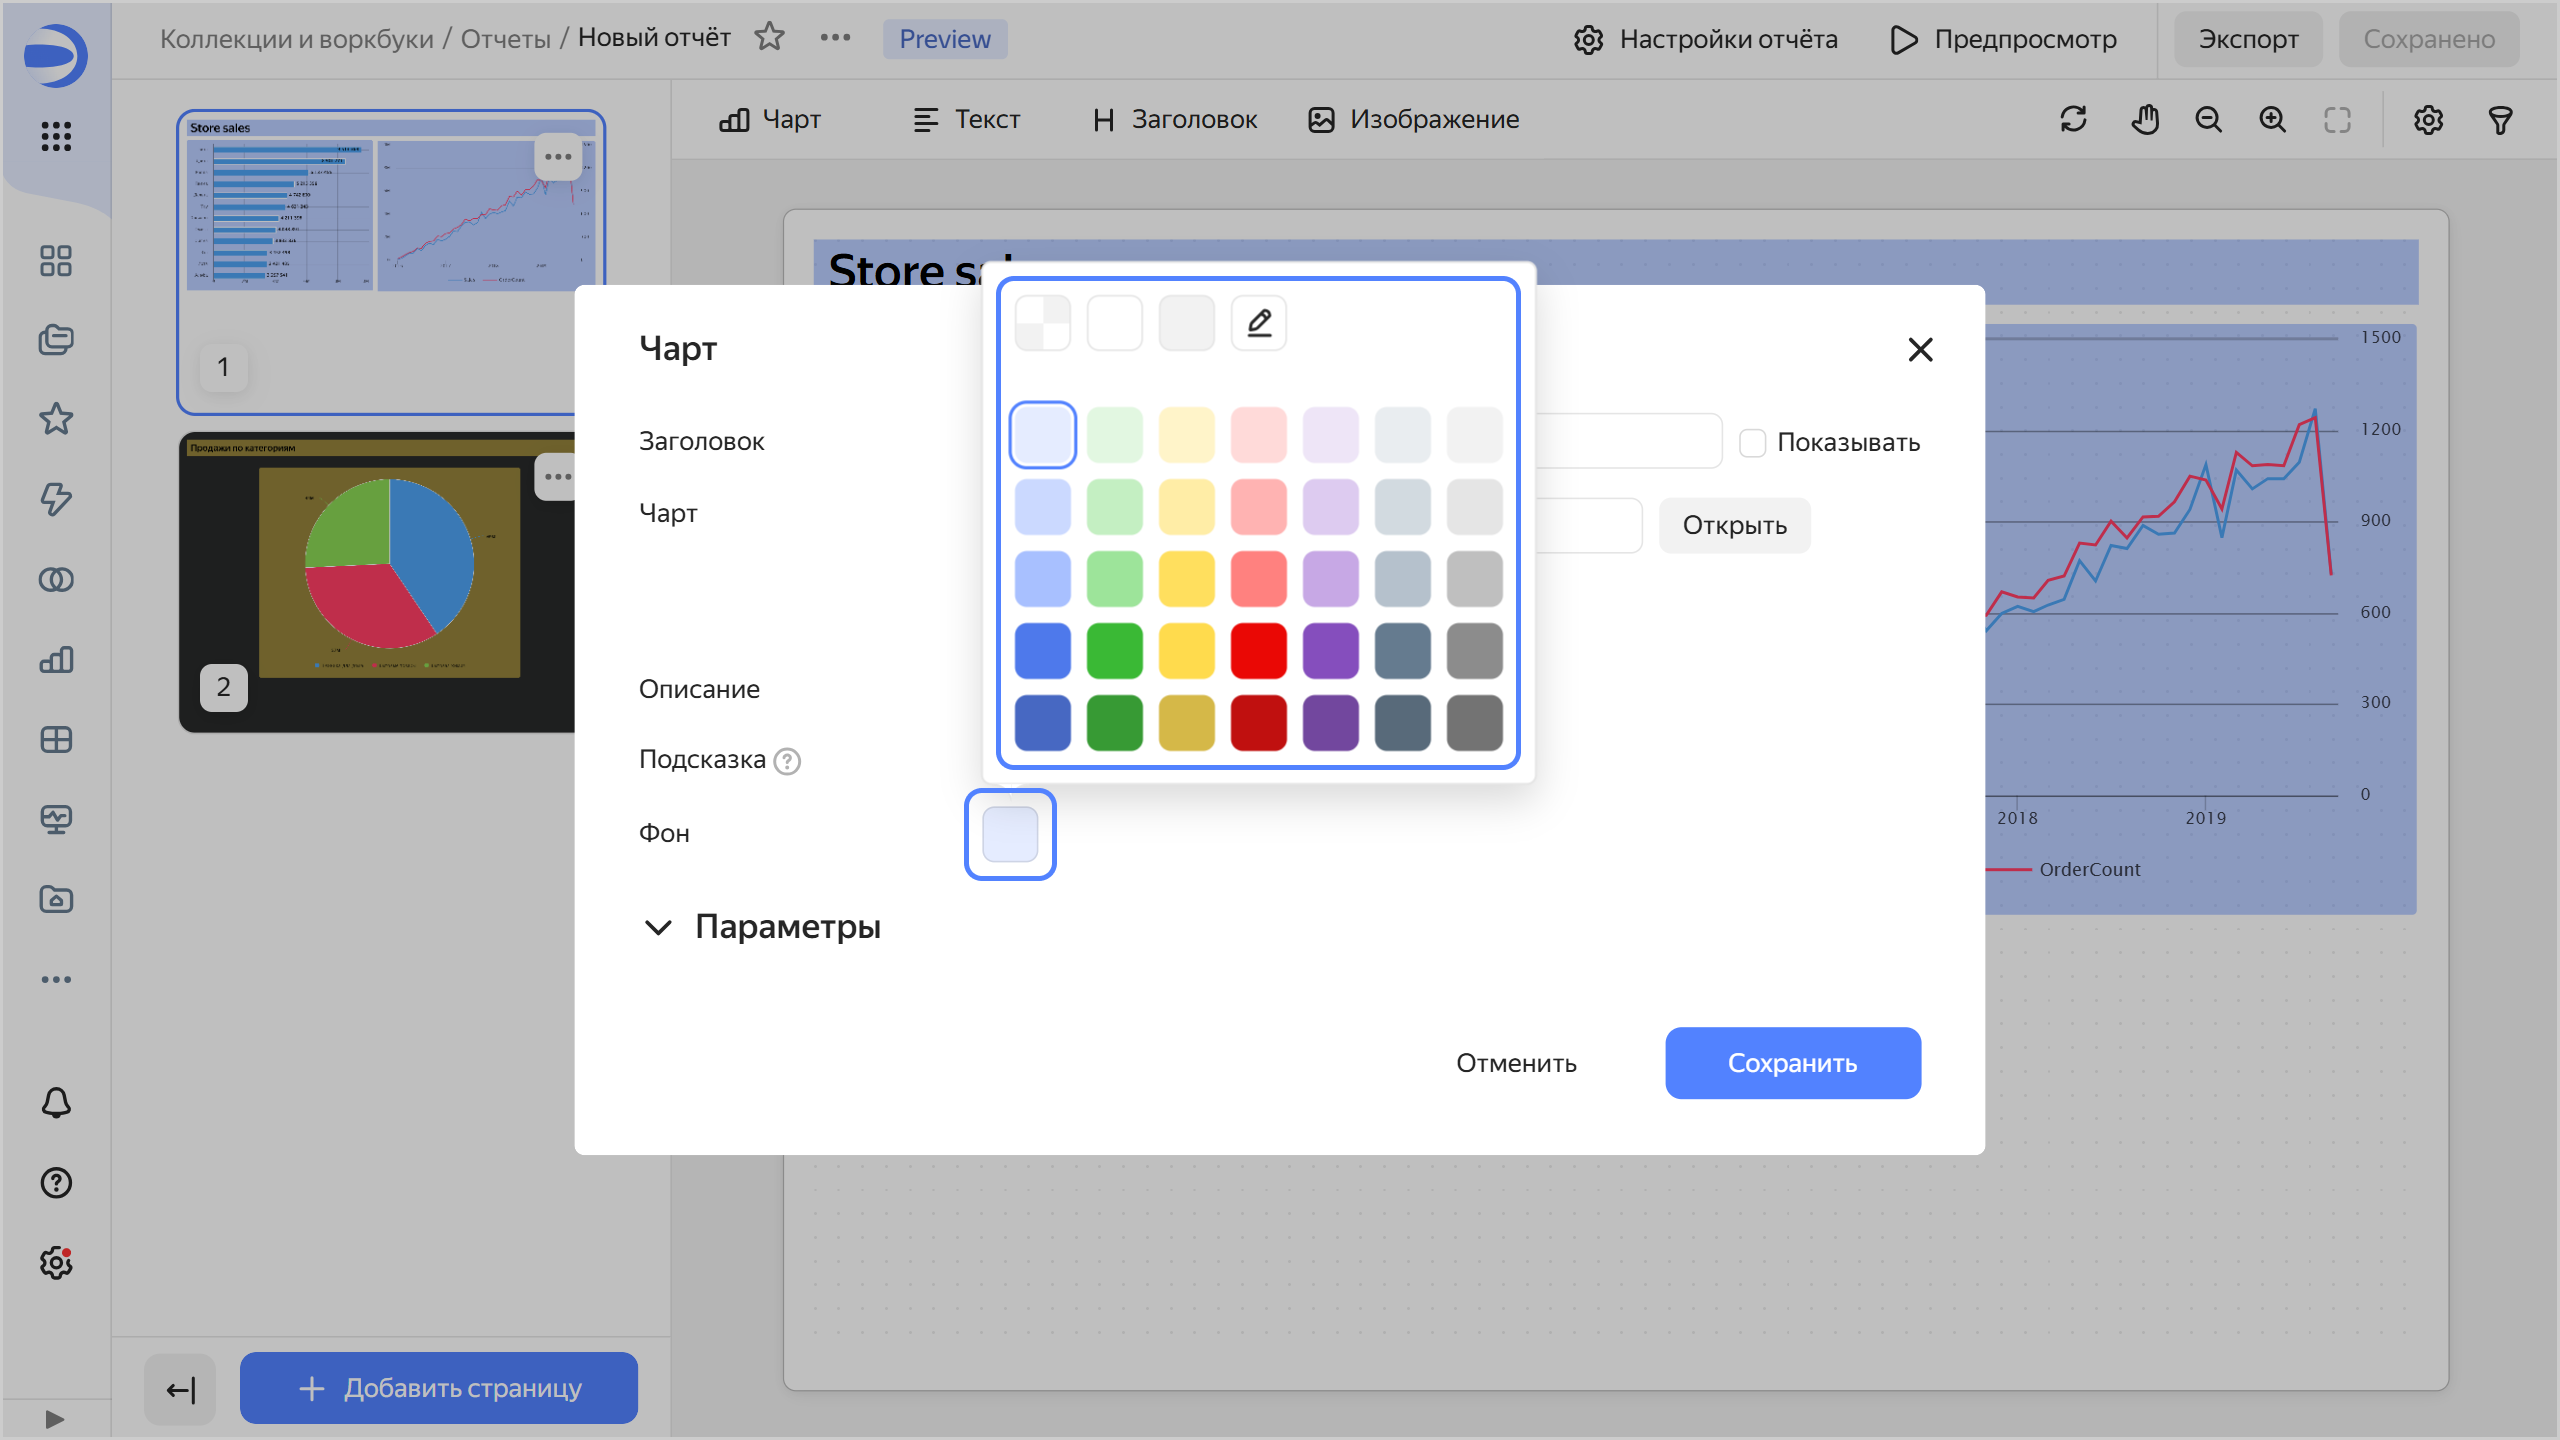 Коллекции и воркбуки / Отчеты / Новый отчёт
Preview
Настройки отчёта
Предпросмотр
Экспорт
Сохранено
Чарт
Текст
Заголовок
Изображение
Store sales
1
Продажи по категориям
2
Store sal
Чарт
Заголовок
Показывать
Чарт
Открыть
Описание
Подсказка
Фон
Параметры
Отменить
Сохранить
1500
1200
900
600
300
0
2018
2019
OrderCount
Добавить страницу